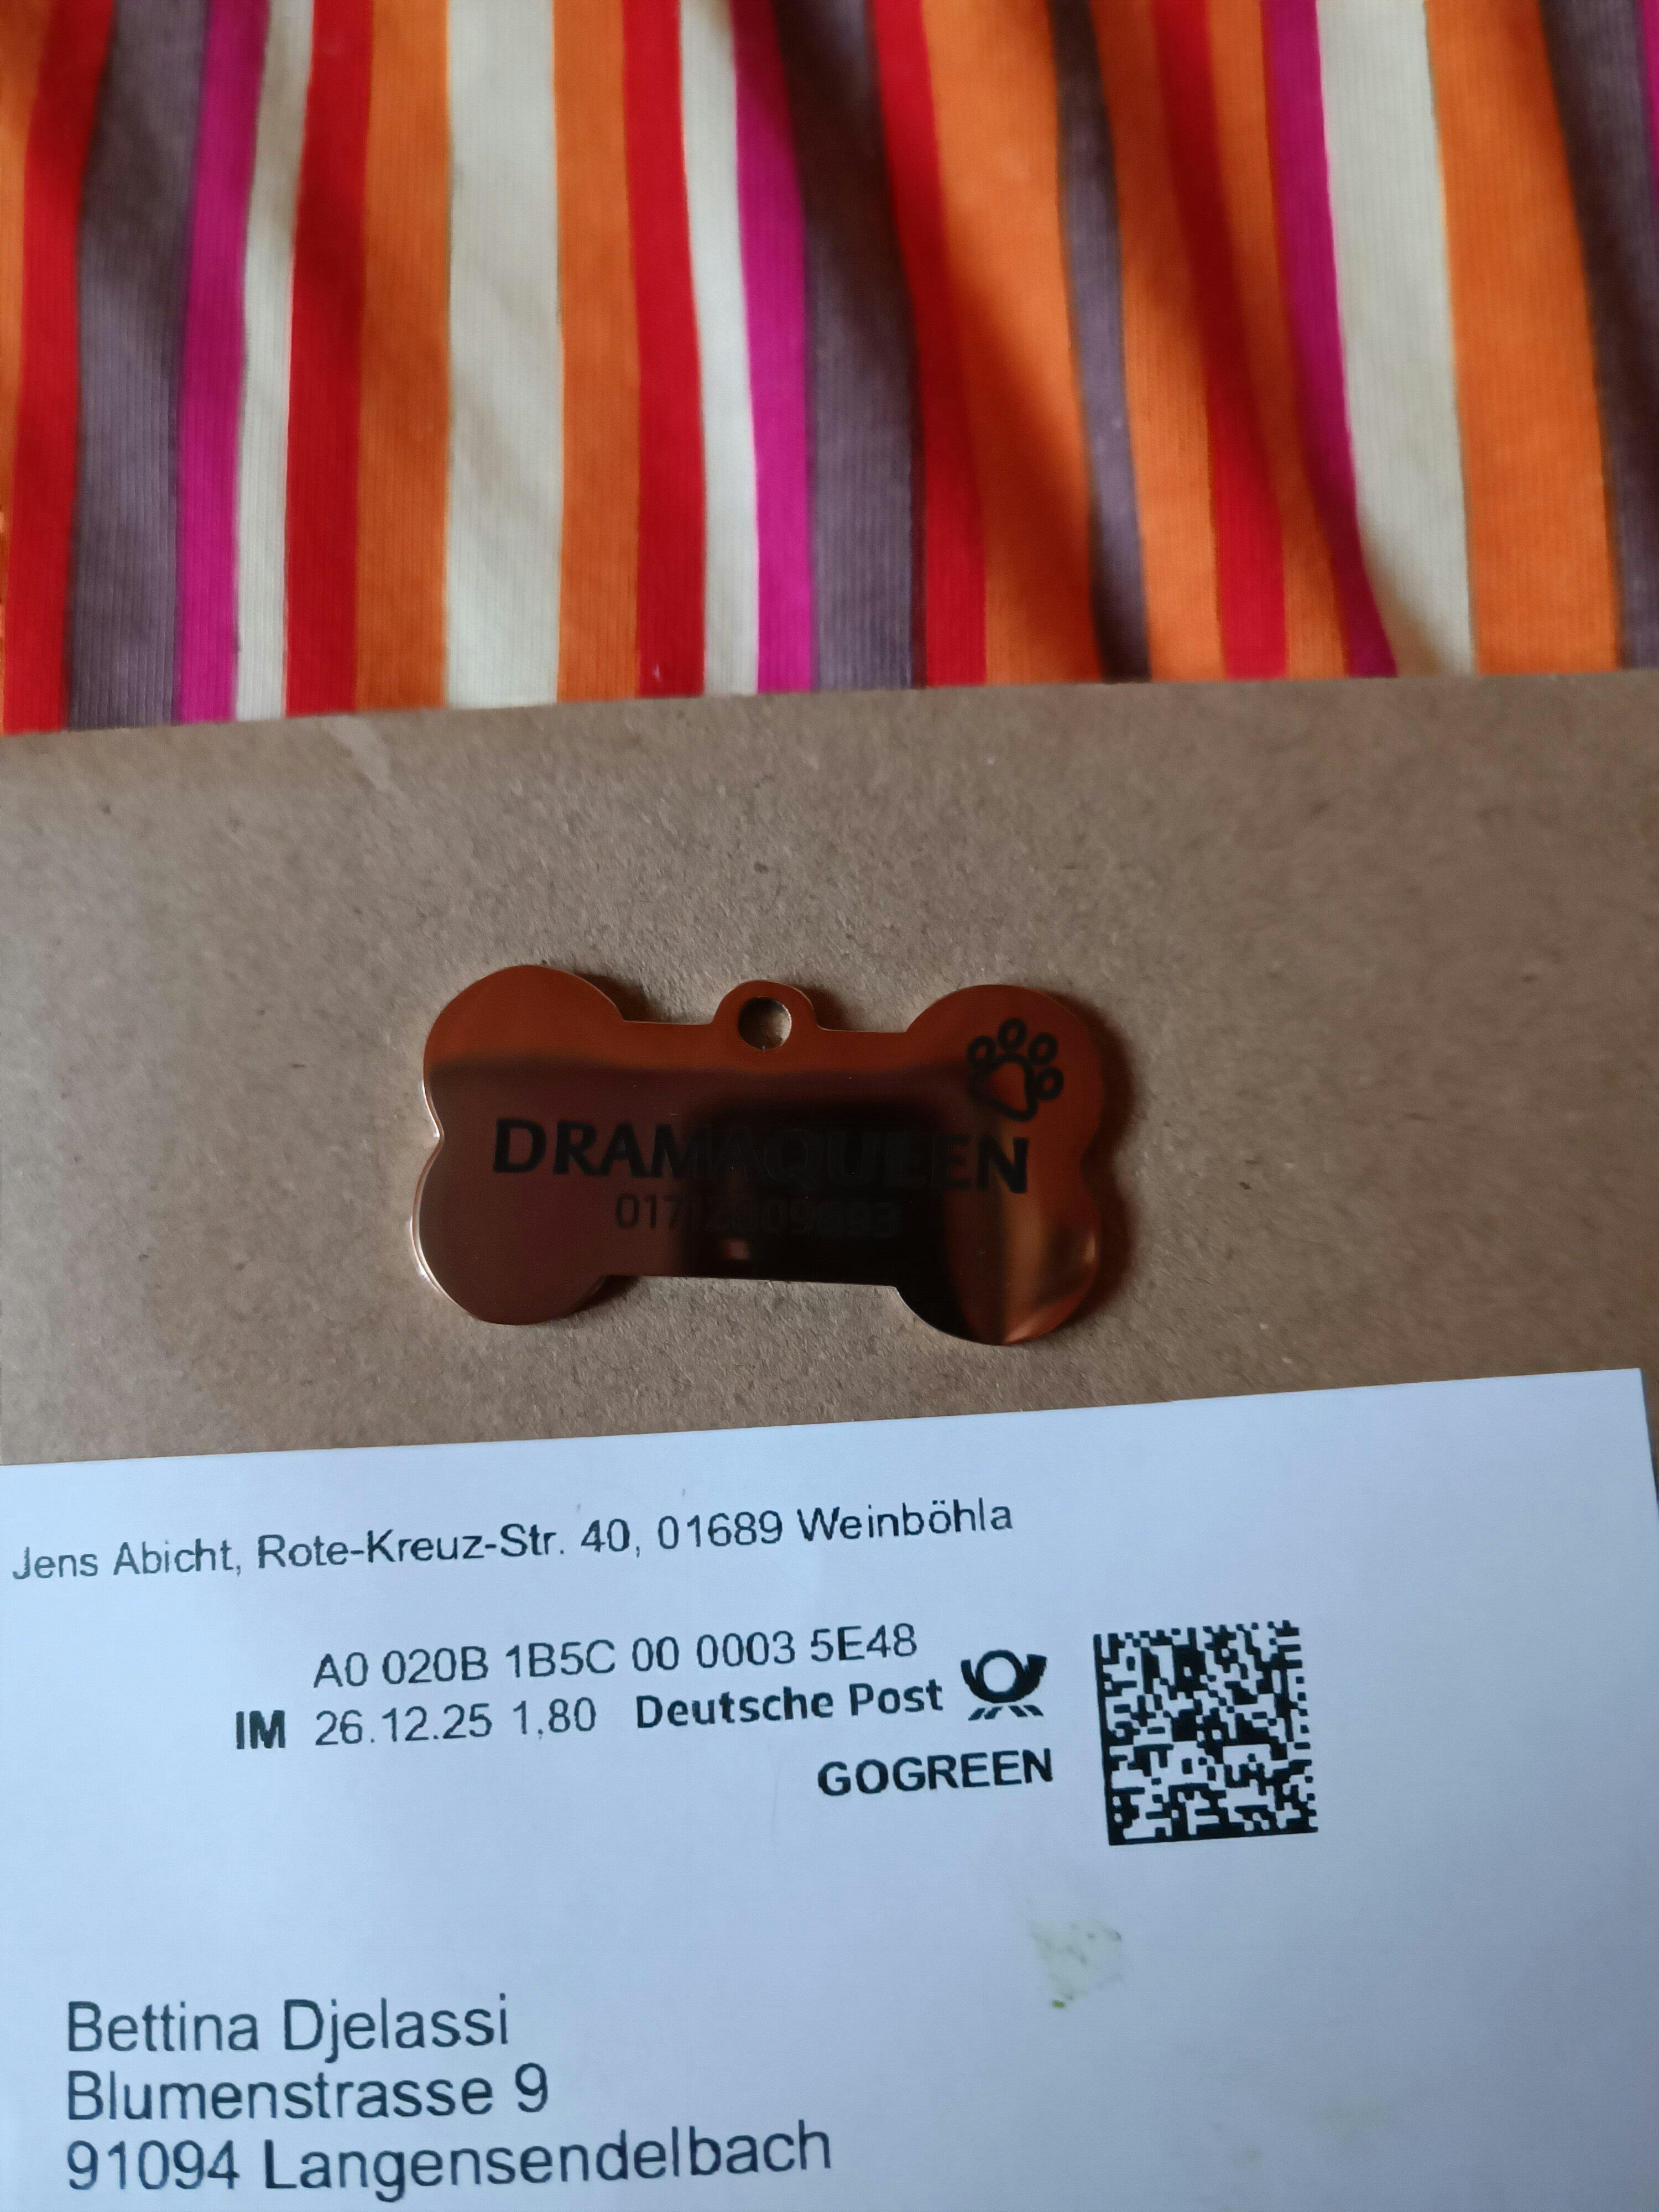 DRAMAQUEEN
Jens Abicht, Rote-Kreuz-Str. 40, 01689 Weinböhla
A0 020B 1B5C 00 0003 5E48
IM 26.12.25 1,80 Deutsche Post
GOGREEN
Bettina Djelassi
Blumenstrasse 9
91094 Langensendelbach